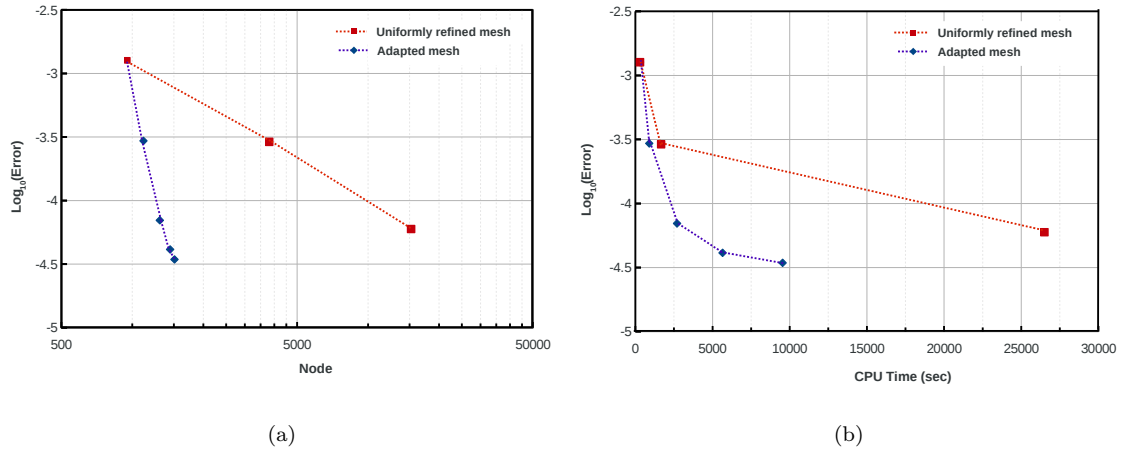 -2.5
-3
-3.5
-4
-4.5
-5
Log10(Error)
500
5000
50000
Node
Uniformly refined mesh
Adapted mesh
(a)
-2.5
-3
-3.5
-4
-4.5
-5
Log10(Error)
0
5000
10000
15000
20000
25000
30000
CPU Time (sec)
Uniformly refined mesh
Adapted mesh
(b)